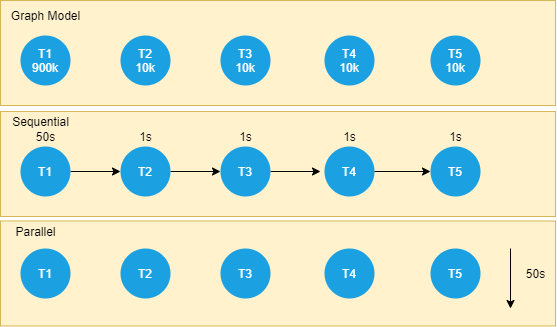 Graph Model
T1 T2 T3 T4 T5
900k 10k 10k 10k 10k
Sequential
50s 1s 1s 1s 1s
T1 T2 T3 T4 T5
Parallel
T1 T2 T3 T4 T5 50s